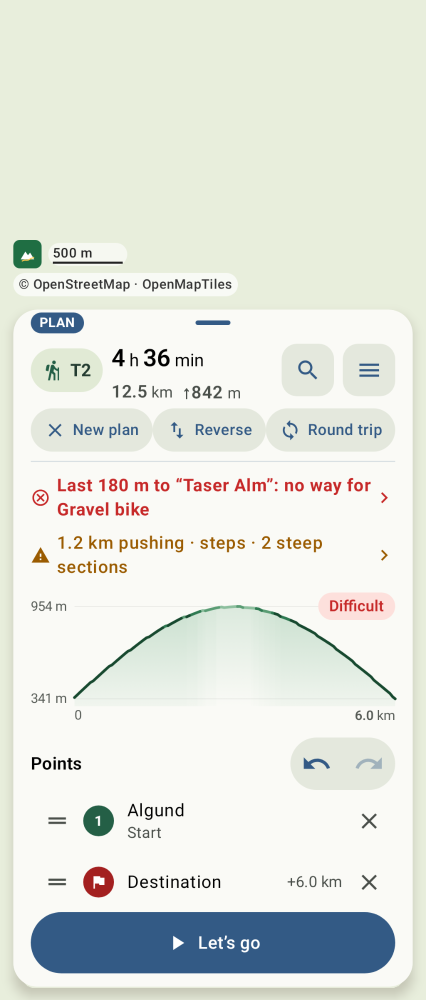 500 m
© OpenStreetMap · OpenMapTiles
PLAN
T2
4 h 36 min
12.5 km ↑842 m
New plan
Reverse
Round trip
Last 180 m to “Taser Alm”: no way for
Gravel bike
1.2 km pushing · steps · 2 steep
sections
954 m
Difficult
341 m
0
6.0 km
Points
1
Algund
Start
Destination
+6.0 km
Let’s go